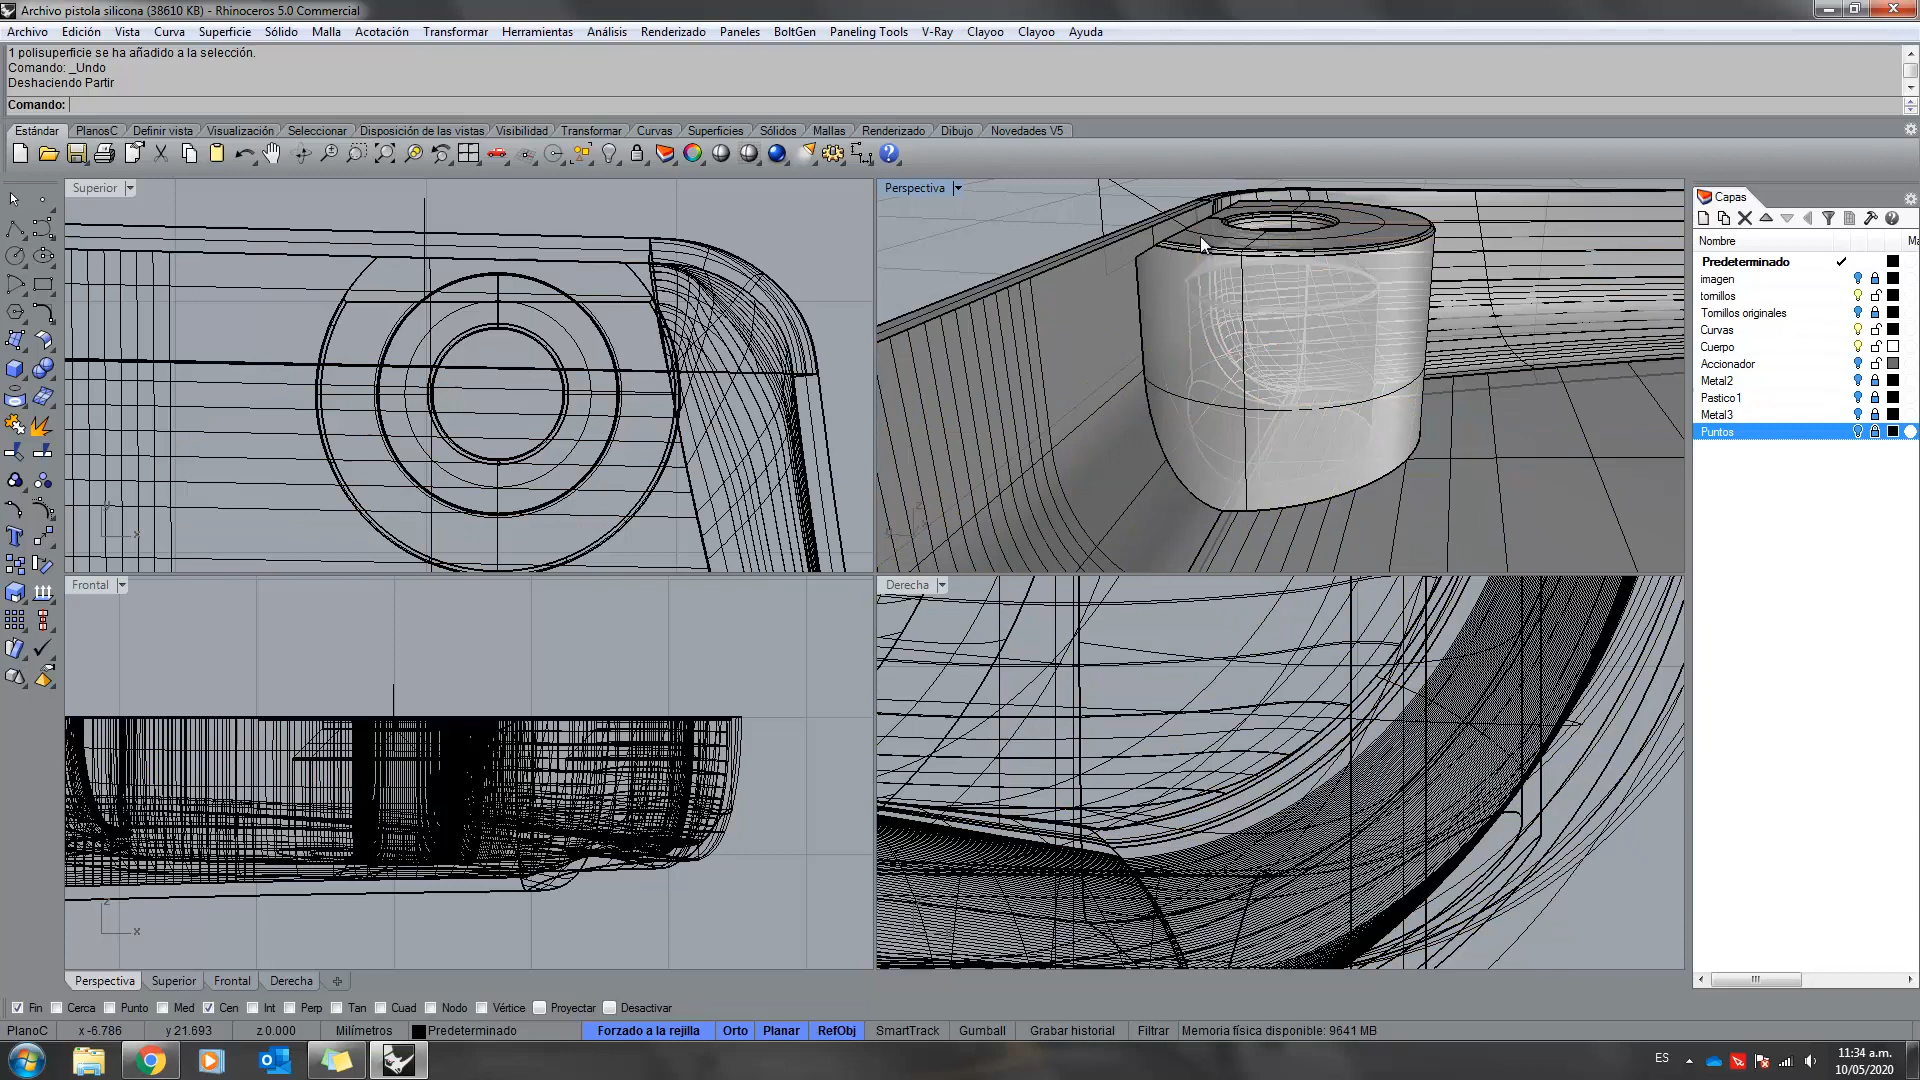 Archivo pistola silicona (38610 KB) - Rhinoceros 5.0 Commercial
Archivo Edición Vista Curva Superficie Sólido Malla Acotación Transformar Herramientas Análisis Renderizado Paneles BoltGen Paneling Tools V-Ray Clayoo Clayoo Ayuda
1 polisuperficie se ha añadido a la selección.
Comando: _Undo
Deshaciendo Partir
Comando:
Estándar PlanosC Definir vista Visualización Seleccionar Disposición de las vistas Visibilidad Transformar Curvas Superficies Sólidos Mallas Renderizado Dibujo Novedades V5
Superior
Perspectiva
Capas
Nombre Ma
Predeterminado
imagen
tornillos
Tornillos originales
Curvas
Cuerpo
Accionador
Metal2
Pastico1
Metal3
Puntos
y
x
Frontal
Derecha
z
x
Perspectiva Superior Frontal Derecha
Fin Cerca Punto Med Cen Int Perp Tan Cuad Nodo Vértice Proyectar Desactivar
PlanoC x -6.786 y 21.693 z 0.000 Milímetros Predeterminado Forzado a la rejilla Orto Planar RefObj SmartTrack Gumball Grabar historial Filtrar Memoria física disponible: 9641 MB
ES
11:34 a.m.
10/05/2020